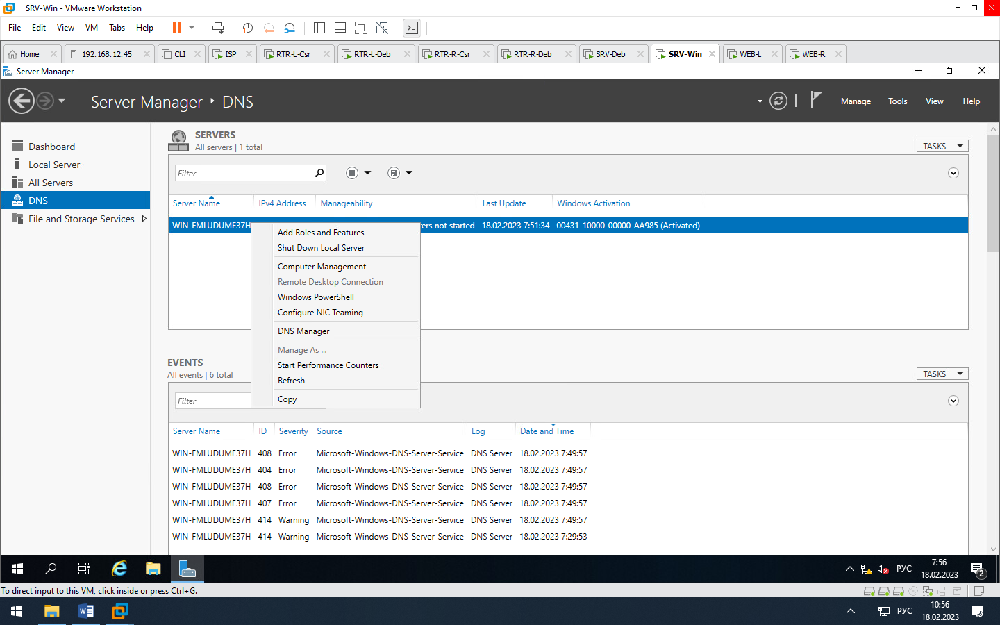 SRV-Win - VMware Workstation
File Edit View VM Tabs Help
Home 192.168.12.45 CLI ISP RTR-L-Csr RTR-L-Deb RTR-R-Csr RTR-R-Deb SRV-Deb SRV-Win WEB-L WEB-R
Server Manager
Server Manager DNS
Manage Tools View Help
Dashboard
Local Server
All Servers
DNS
File and Storage Services
SERVERS
All servers | 1 total
TASKS
Filter
Server Name IPv4 Address Manageability Last Update Windows Activation
WIN-FMLUDUME37H not started 18.02.2023 7:51:34 00431-10000-00000-AA985 (Activated)
Add Roles and Features
Shut Down Local Server
Computer Management
Remote Desktop Connection
Windows PowerShell
Configure NIC Teaming
DNS Manager
Manage As ...
Start Performance Counters
Refresh
Copy
EVENTS
All events | 6 total
TASKS
Filter
Server Name ID Severity Source Log Date and Time
WIN-FMLUDUME37H 408 Error Microsoft-Windows-DNS-Server-Service DNS Server 18.02.2023 7:49:57
WIN-FMLUDUME37H 404 Error Microsoft-Windows-DNS-Server-Service DNS Server 18.02.2023 7:49:57
WIN-FMLUDUME37H 408 Error Microsoft-Windows-DNS-Server-Service DNS Server 18.02.2023 7:49:57
WIN-FMLUDUME37H 407 Error Microsoft-Windows-DNS-Server-Service DNS Server 18.02.2023 7:49:57
WIN-FMLUDUME37H 414 Warning Microsoft-Windows-DNS-Server-Service DNS Server 18.02.2023 7:49:57
WIN-FMLUDUME37H 414 Warning Microsoft-Windows-DNS-Server-Service DNS Server 18.02.2023 7:29:53
РУС
7:56
18.02.2023
2
To direct input to this VM, click inside or press Ctrl+G.
РУС
10:56
18.02.2023